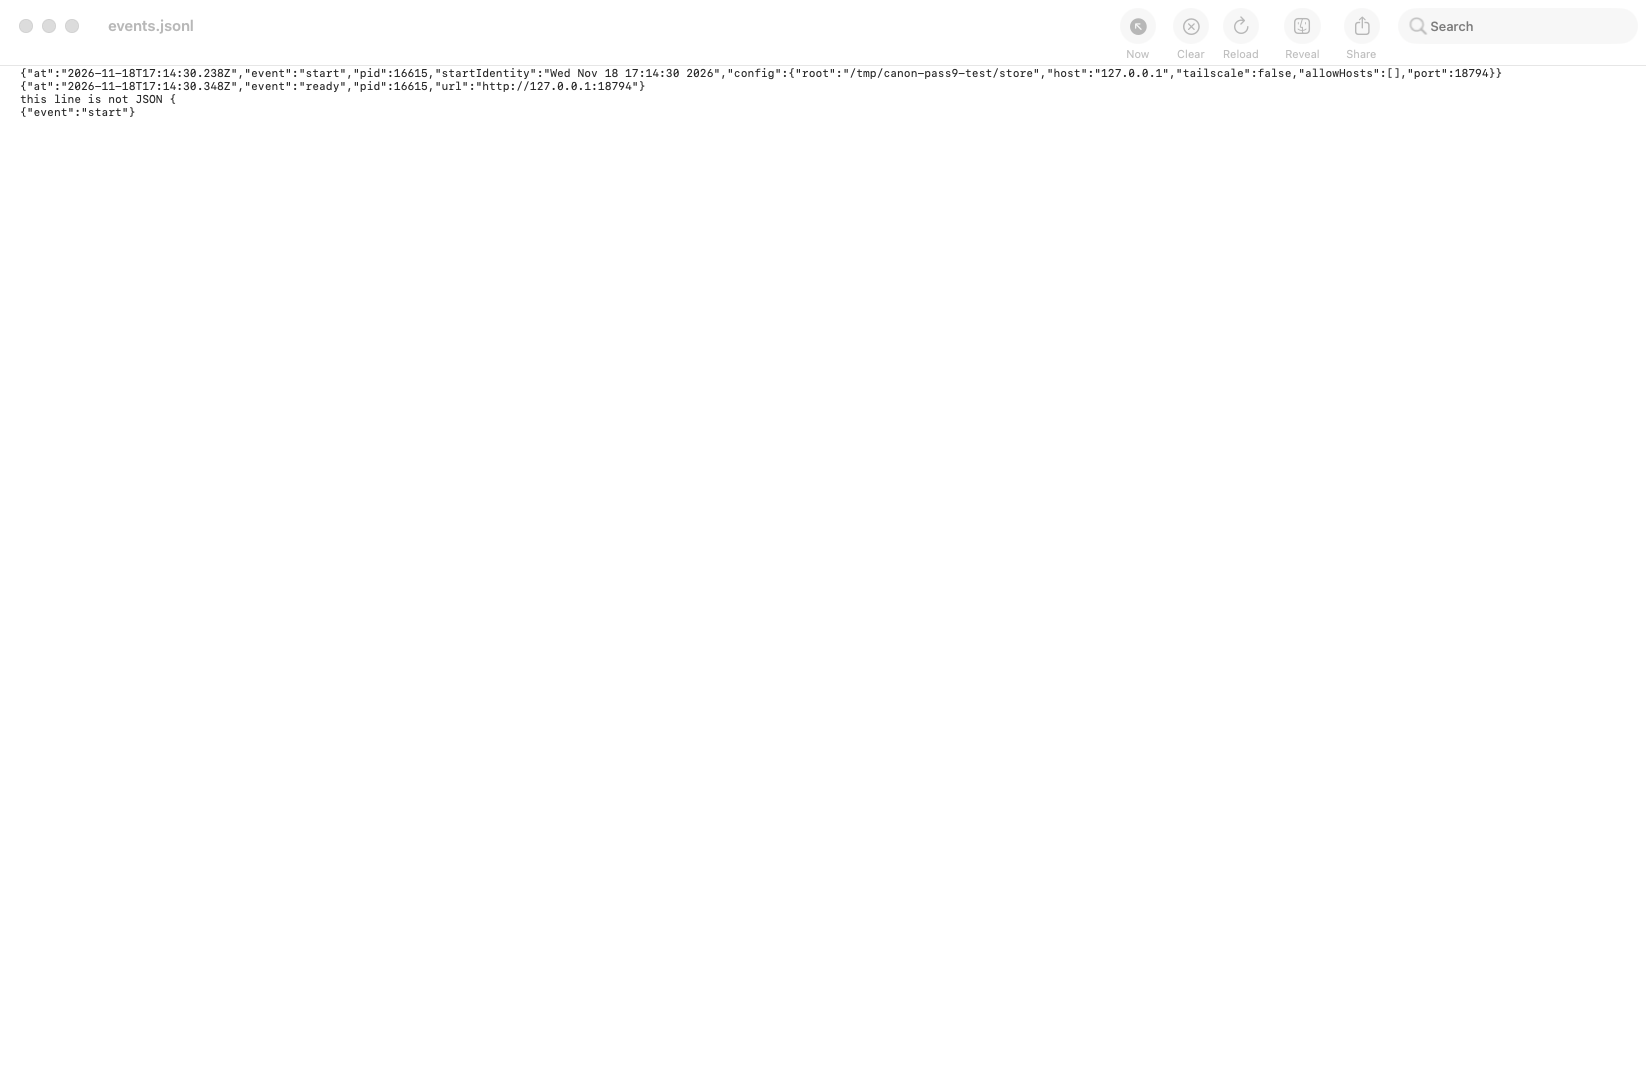 events.jsonl
Now
Clear
Reload
Reveal
Share
Search
{"at":"2026-11-18T17:14:30.238Z","event":"start","pid":16615,"startIdentity":"Wed Nov 18 17:14:30 2026","config":{"root":"/tmp/canon-pass9-test/store","host":"127.0.0.1","tailscale":false,"allowHosts":[],"port":18794}}
{"at":"2026-11-18T17:14:30.348Z","event":"ready","pid":16615,"url":"http://127.0.0.1:18794"}
this line is not JSON {
{"event":"start"}